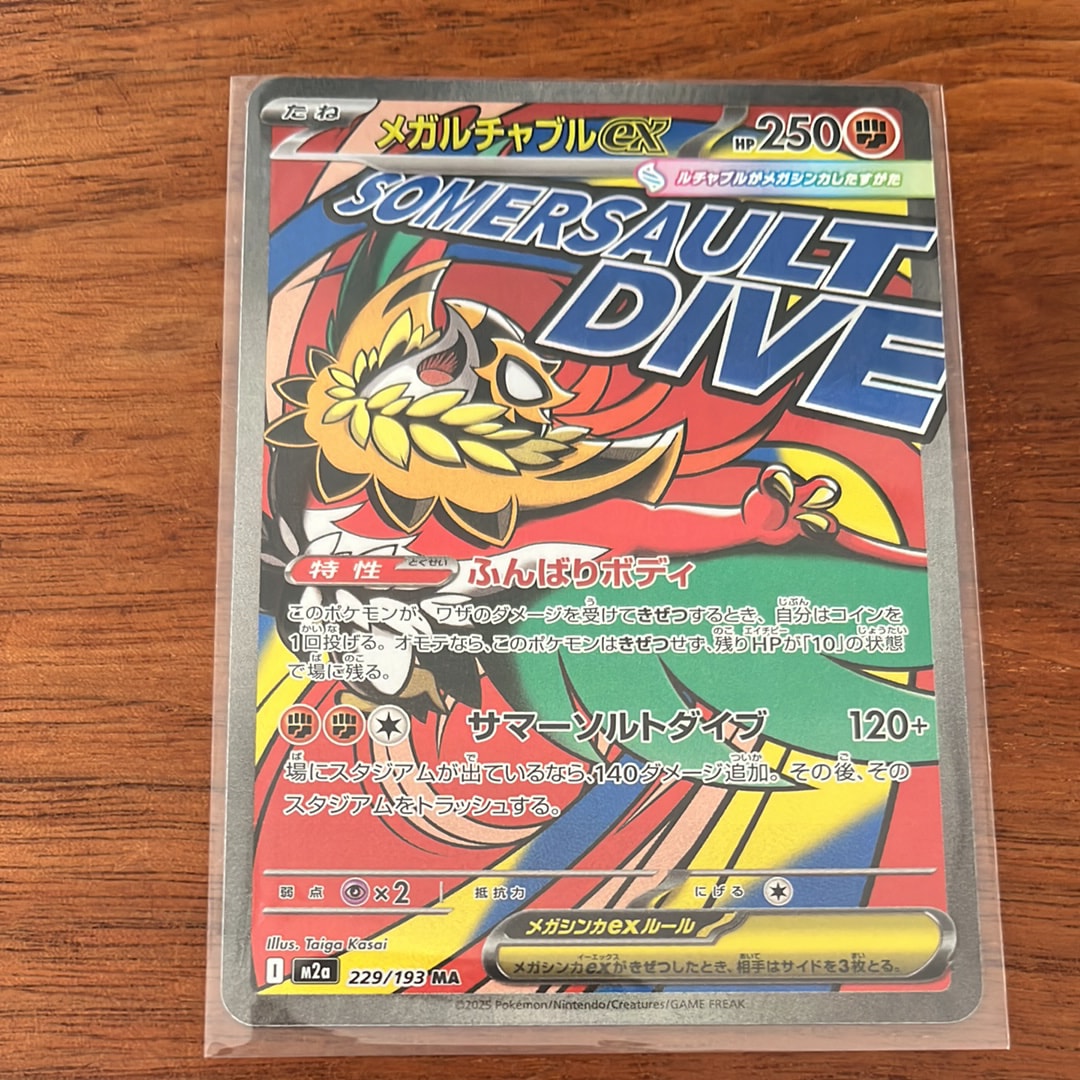 たね
メガルチャブルex HP250
ルチャブルがメガシンカしたすがた
SOMERSAULT
DIVE
特性 とくせい ふんばりボディ
このポケモンが、ワザのダメージを受けてきぜつするとき、自分はコインを
1回投げる。オモテなら、このポケモンはきぜつせず、残りHPが「10」の状態
で場に残る。
サマーソルトダイブ 120+
場にスタジアムが出ているなら、140ダメージ追加。その後、その
スタジアムをトラッシュする。
弱点 ×2 抵抗力 にげる
メガシンカexルール
メガシンカexがきぜつしたとき、相手はサイドを3枚とる。
Illus. Taiga Kasai
I M2a 229/193 MA
©2025 Pokémon/Nintendo/Creatures/GAME FREAK